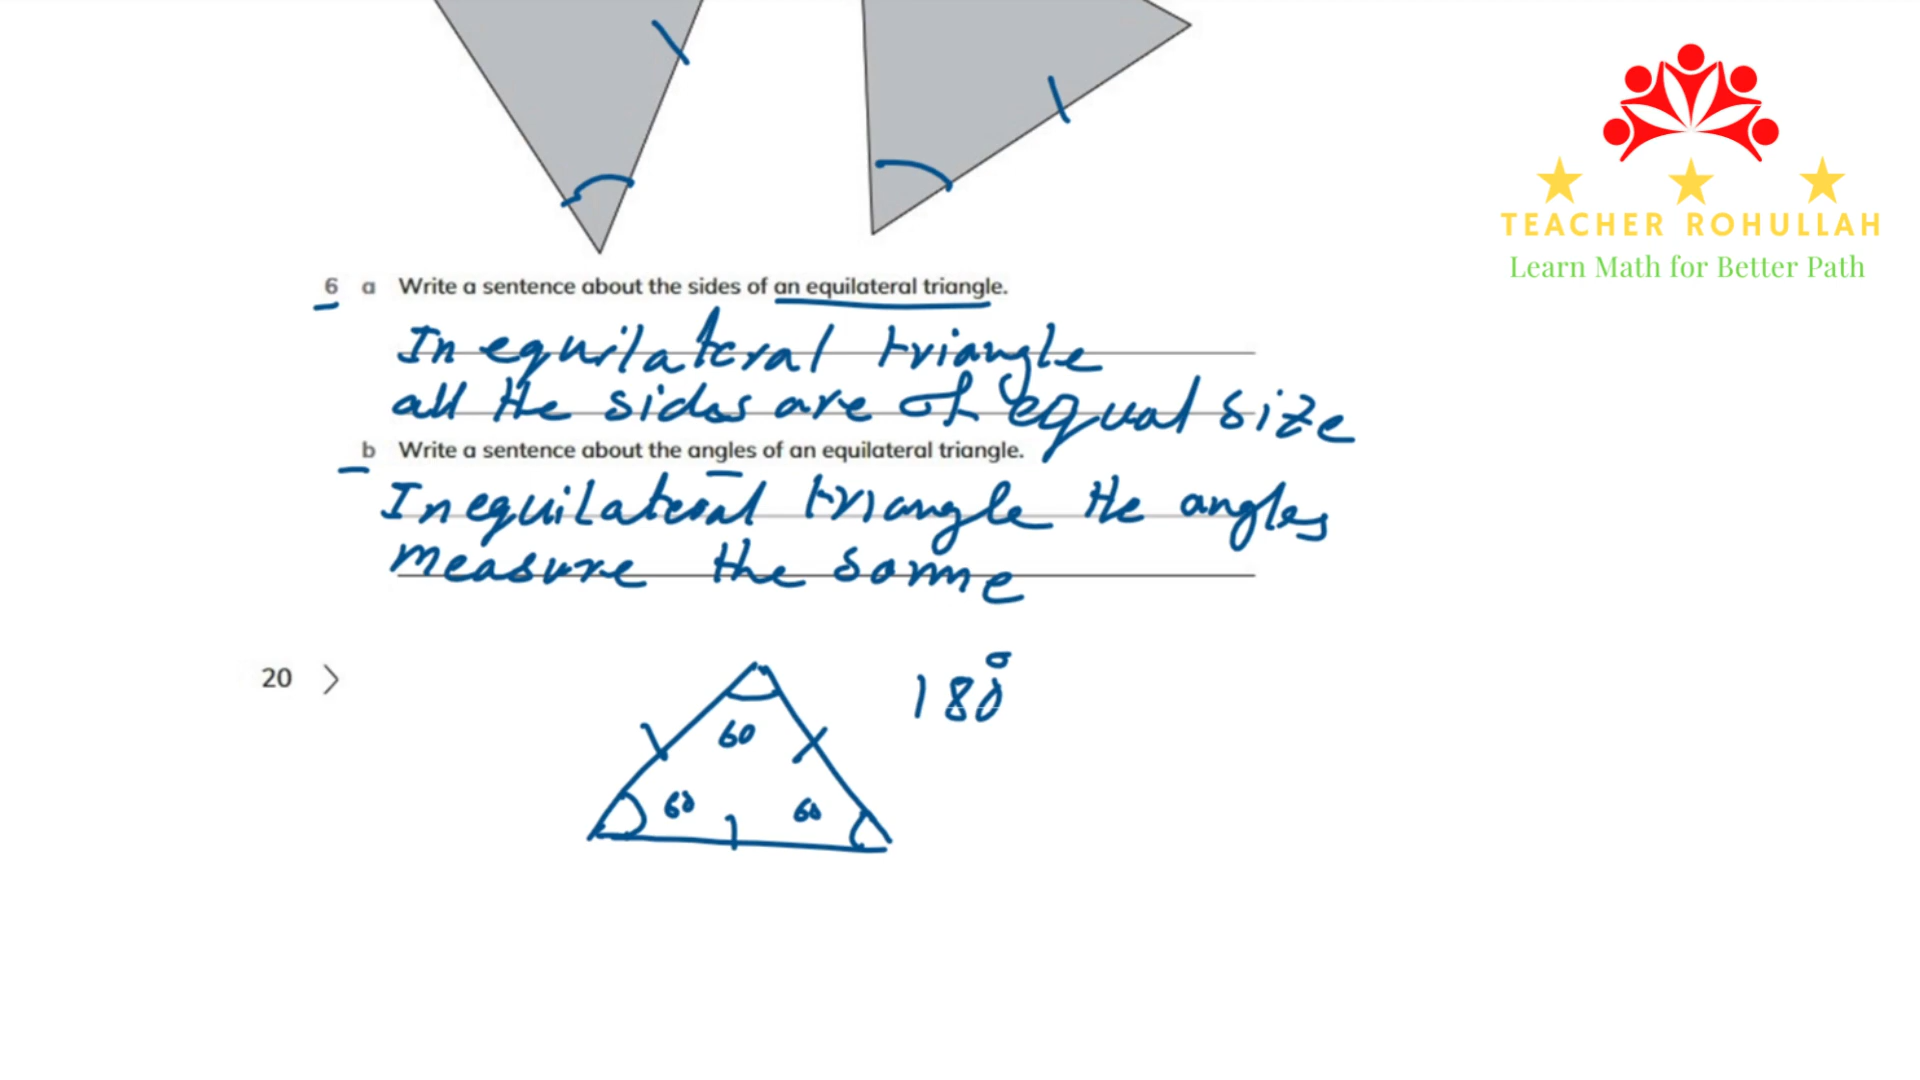 TEACHER ROHULLAH
Learn Math for Better Path
6 a Write a sentence about the sides of an equilateral triangle.
In equilateral triangle
all the sides are of equal size
b Write a sentence about the angles of an equilateral triangle.
In equilateral triangle the angles
measure the same
20 >
180°
60
60 60